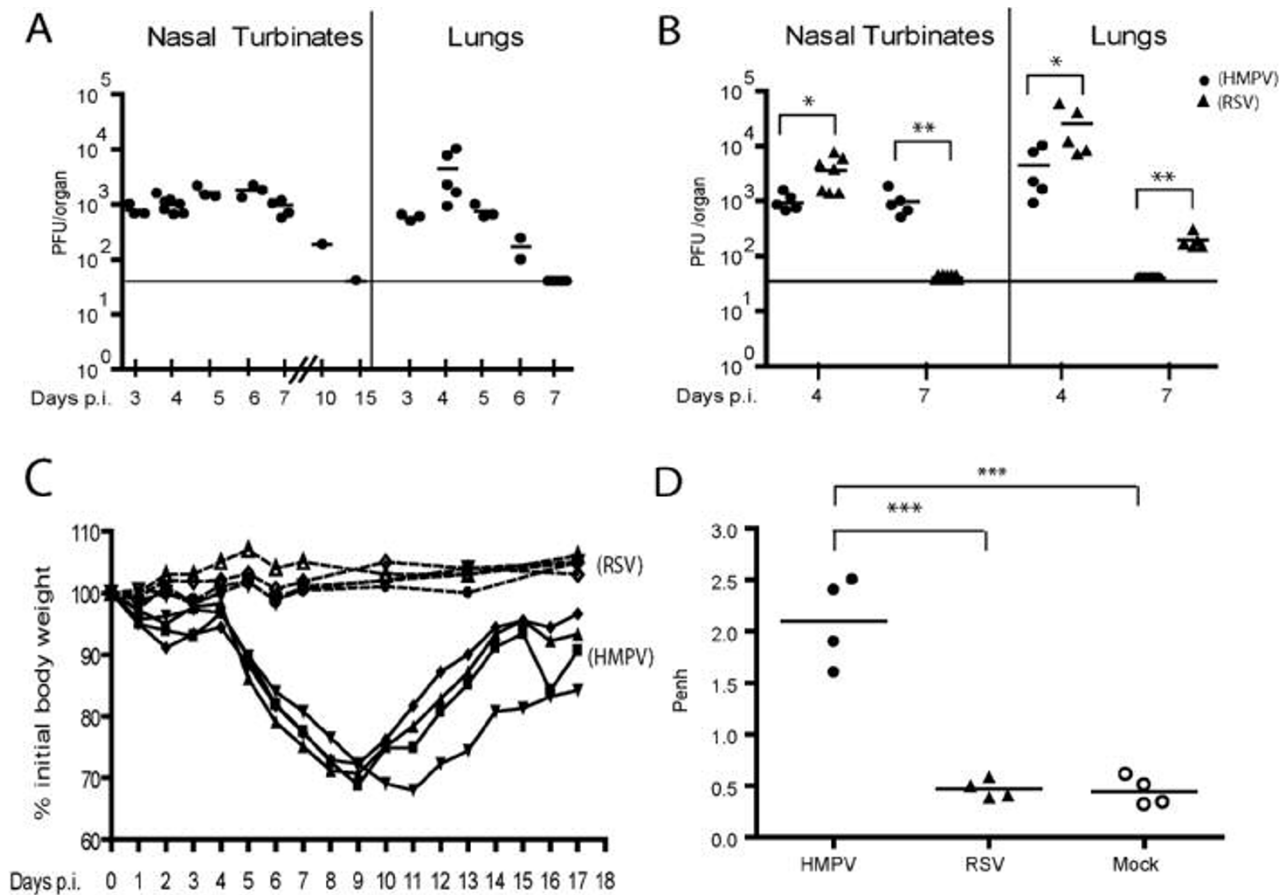 A
Nasal Turbinates
Lungs
PFU/organ
10 5
10 4
10 3
10 2
10 1
10 0
Days p.i. 3 4 5 6 7 10 15 3 4 5 6 7
B
Nasal Turbinates
Lungs
(HMPV)
(RSV)
* ** * **
PFU /organ
10 5
10 4
10 3
10 2
10 1
10 0
Days p.i. 4 7 4 7
C
% initial body weight
110
100
90
80
70
60
(RSV)
(HMPV)
Days p.i. 0 1 2 3 4 5 6 7 8 9 10 11 12 13 14 15 16 17 18
D
***
***
Penh
3.0
2.5
2.0
1.5
1.0
0.5
0.0
HMPV RSV Mock